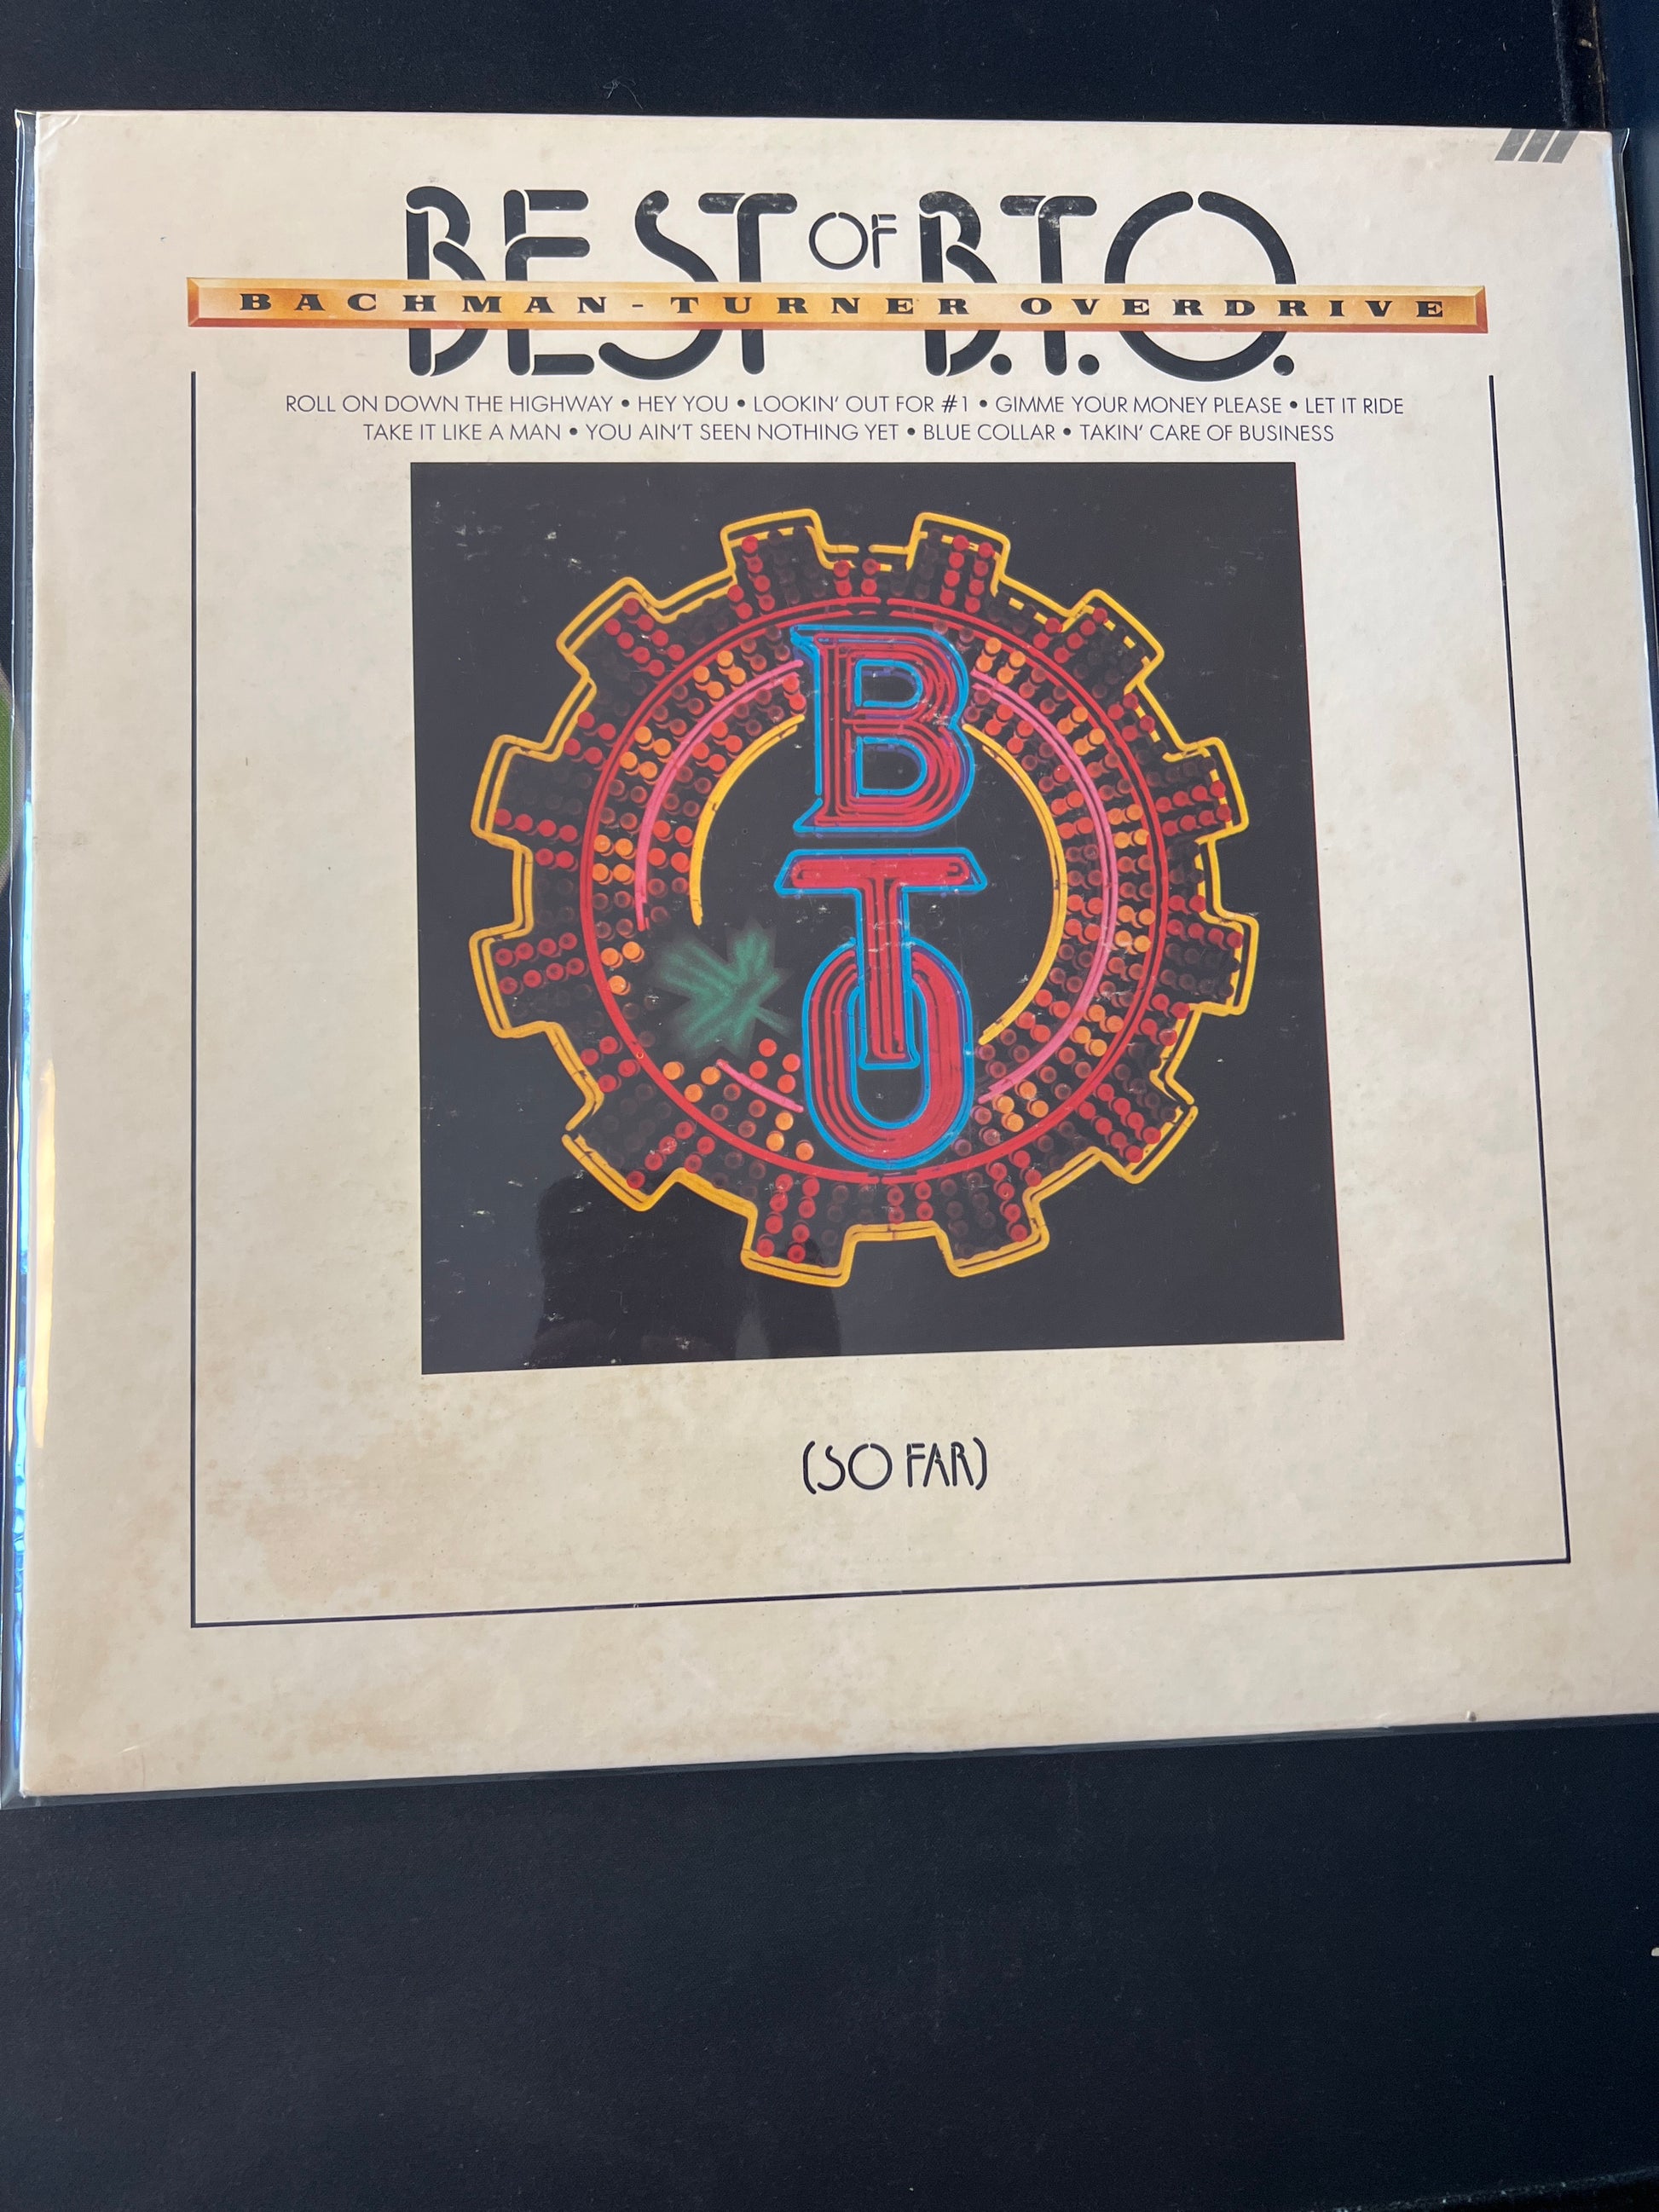 BEST OF B.T.O.
BACHMAN-TURNER OVERDRIVE
ROLL ON DOWN THE HIGHWAY • HEY YOU • LOOKIN' OUT FOR #1 • GIMME YOUR MONEY PLEASE • LET IT RIDE
TAKE IT LIKE A MAN • YOU AIN'T SEEN NOTHING YET • BLUE COLLAR • TAKIN' CARE OF BUSINESS
B
T
O
(SO FAR)